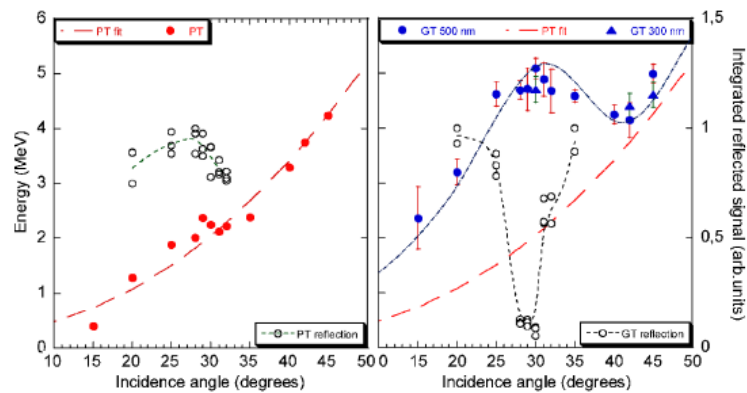 PT fit PT
GT 500 nm PT fit GT 300 nm
6
5
4
3
2
1
0
Energy (MeV)
PT reflection
10 15 20 25 30 35 40 45 50
Incidence angle (degrees)
GT reflection
10 15 20 25 30 35 40 45 50
Incidence angle (degrees)
1,5
1
0,5
0
Integrated reflected signal (arb.units)